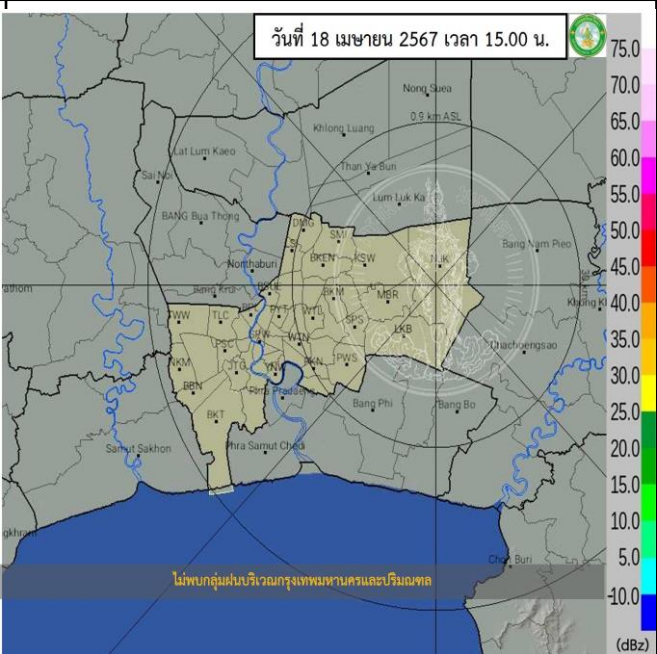 วันที่ 18 เมษายน 2567 เวลา 15.00 น.
75.0
70.0
65.0
60.0
55.0
50.0
45.0
40.0
35.0
30.0
25.0
20.0
15.0
10.0
5.0
-10.0
(dBz)
Nong Suea
0.9 km ASL
Khlong Luang
Lat Lum Kaeo
Than Ya Buri
Sai Noi
Lum Luk Ka
BANG Bua Thong
DMG
SMI
Bang Nam Pieo
Nonthaburi
BKEN
KSW
NJK
Bang Krui
BKM
MBR
TWW
TLC
PYT
WTL
SPS
LKB
PSC
WTN
Chachoengsao
NKM
JTG
PKN
PWS
BBN
Phra Pradaeng
BKT
Bang Phi
Bang Bo
Samut Sakhon
Phra Samut Chedi
Chon Buri
ไม่พบกลุ่มฝนบริเวณกรุงเทพมหานครและปริมณฑล